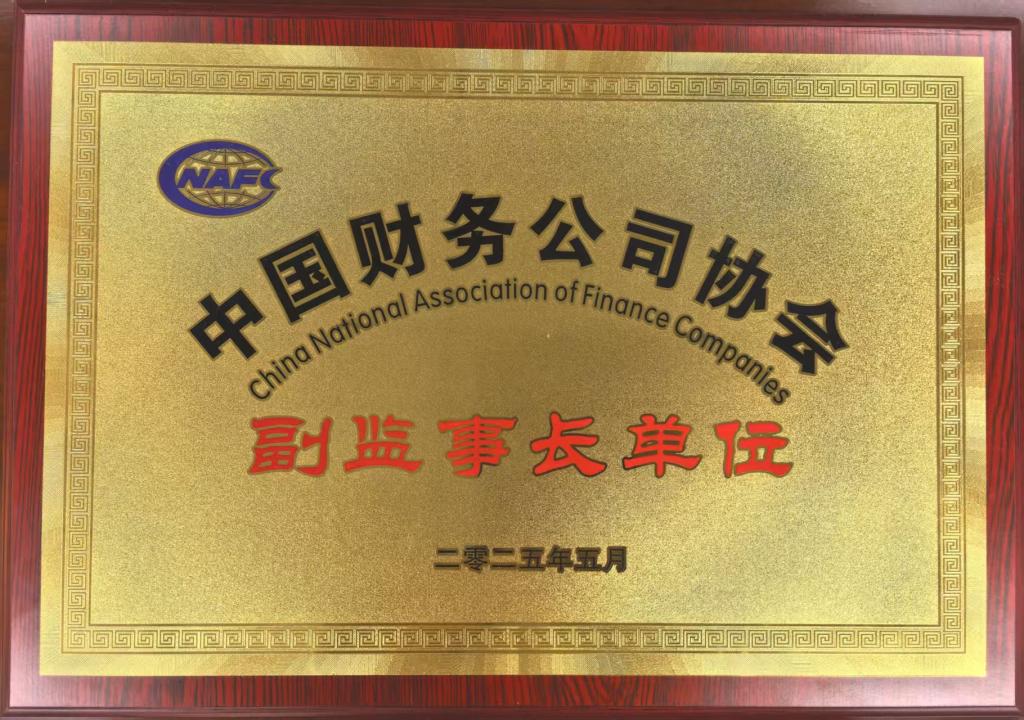 CNAFC
中国财务公司协会
China National Association of Finance Companies
副监事长单位
二零二五年五月